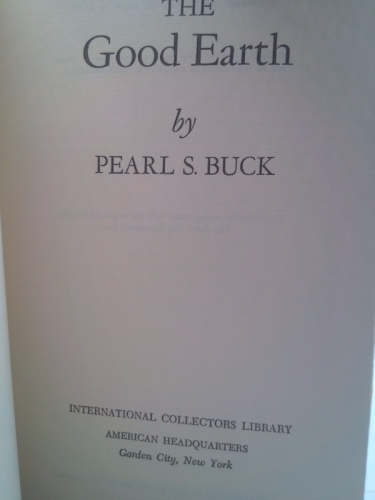 THE
Good Earth
by
PEARL S. BUCK
INTERNATIONAL COLLECTORS LIBRARY
AMERICAN HEADQUARTERS
Garden City, New York